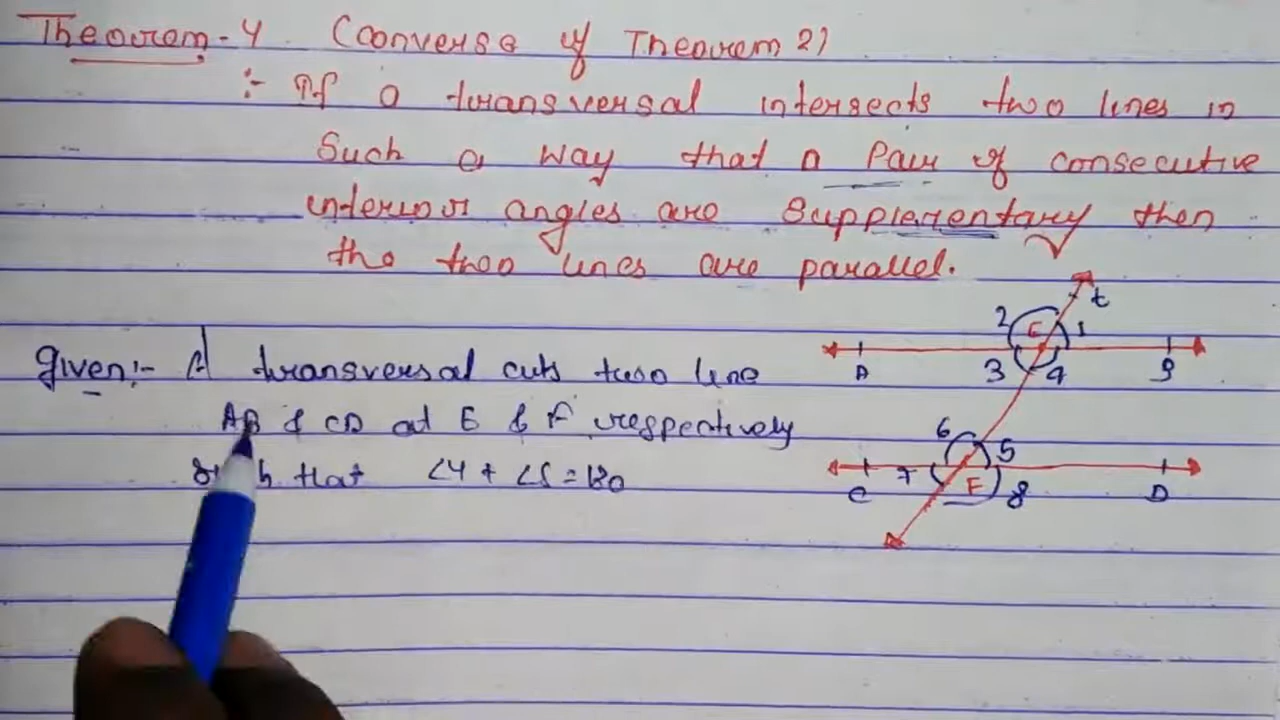 Theorem-4 (Converse of Theorem 2)
:- If a transversal intersects two lines in
Such a way that a Pair of consecutive
interior angles are Supplementary then
the two lines are parallel.
t
2 E 1
A 3 4 B
Given:- A transversal cuts two line
AB & CD at E & F respectively
6 5
such that ∠4 + ∠5 = 180
C 7 F 8 D